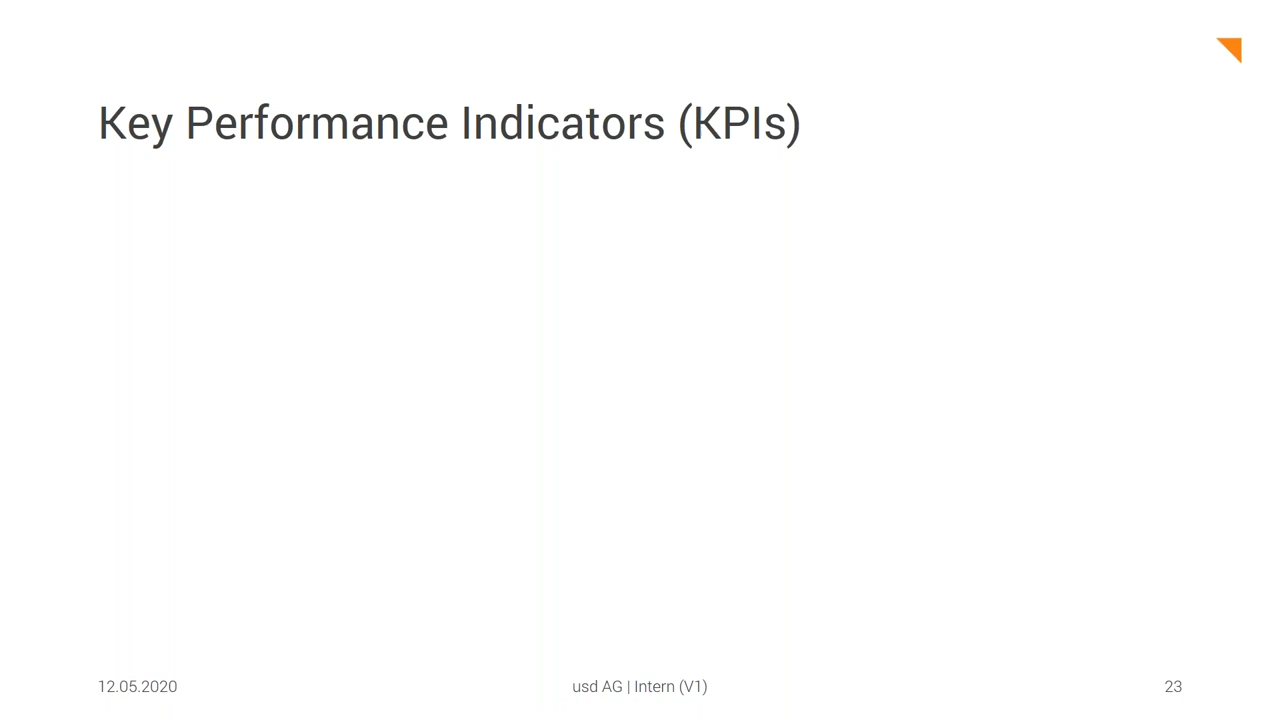 Key Performance Indicators (KPIs)
12.05.2020
usd AG | Intern (V1)
23